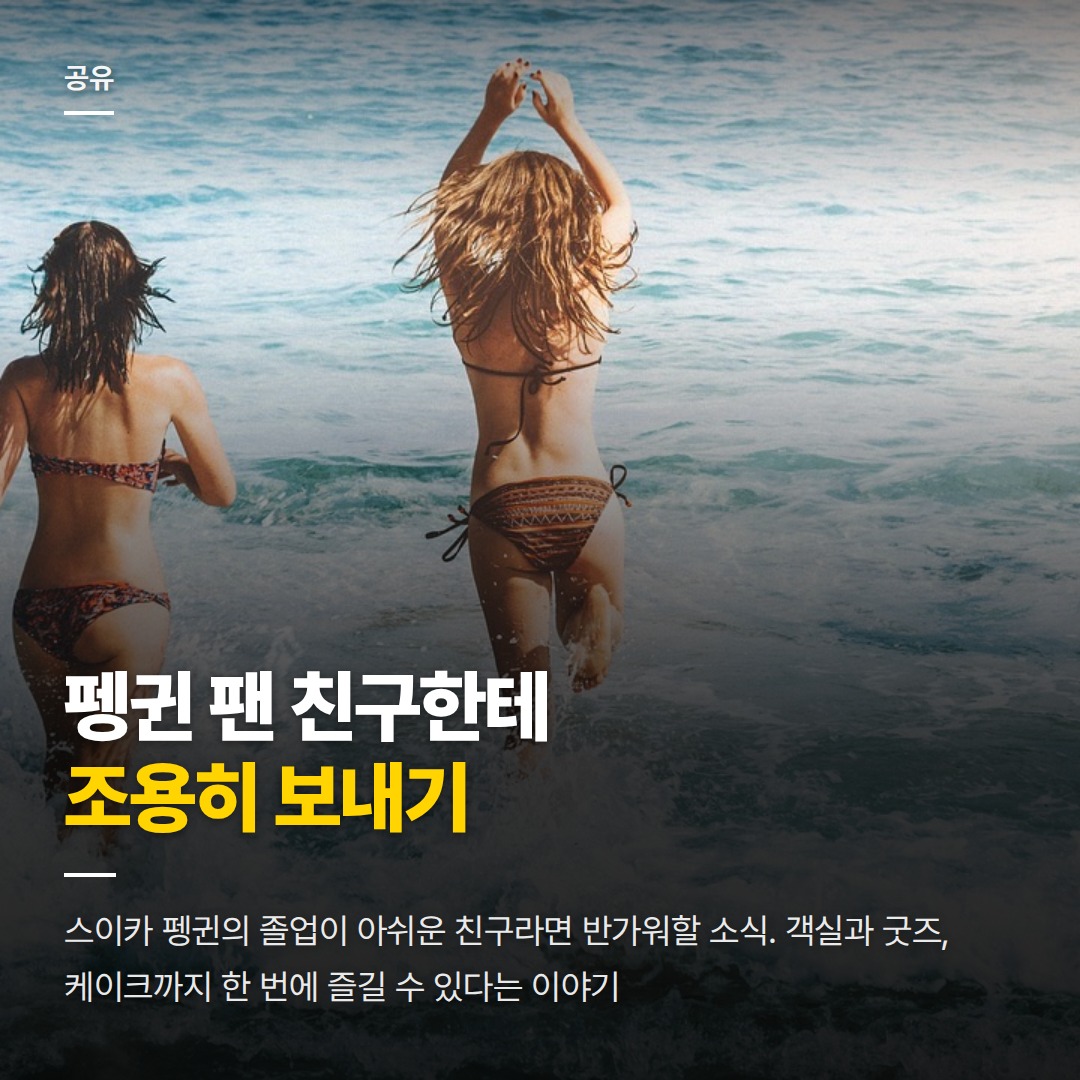 공유
펭귄 팬 친구한테
조용히 보내기
스이카 펭귄의 졸업이 아쉬운 친구라면 반가워할 소식. 객실과 굿즈,
케이크까지 한 번에 즐길 수 있다는 이야기